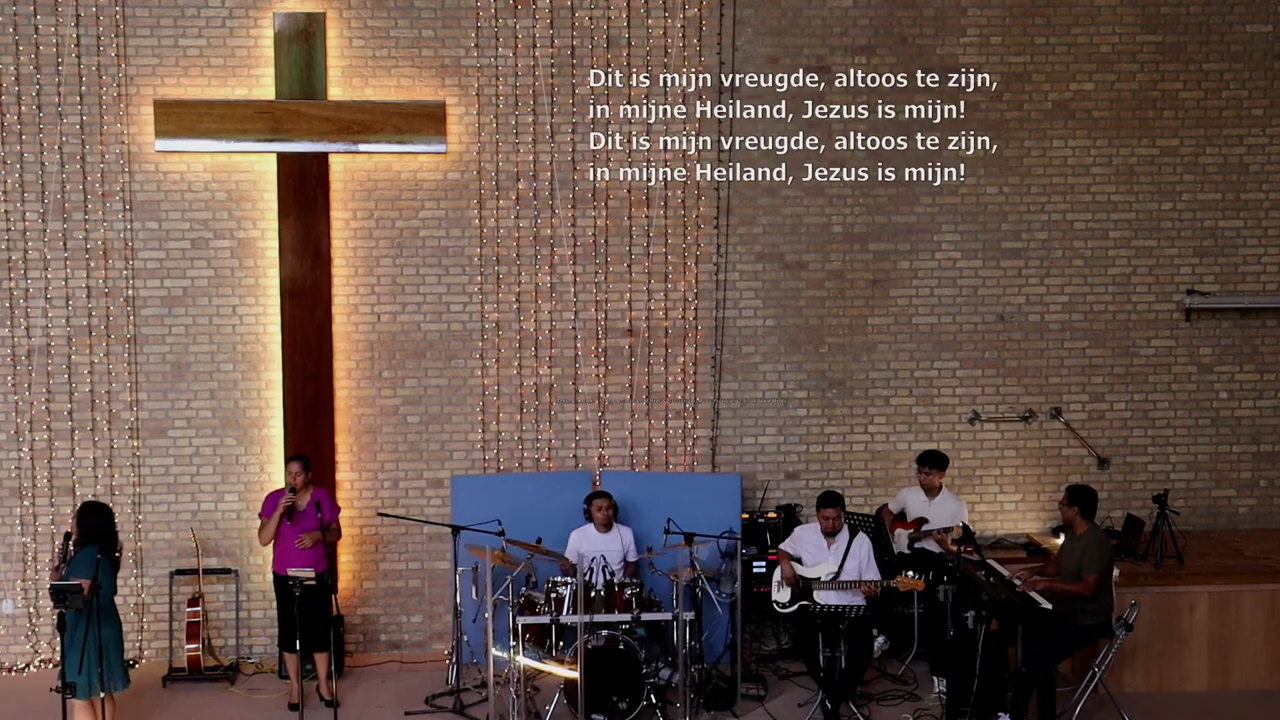 Dit is mijn vreugde, altoos te zijn,
in mijne Heiland, Jezus is mijn!
Dit is mijn vreugde, altoos te zijn,
in mijne Heiland, Jezus is mijn!